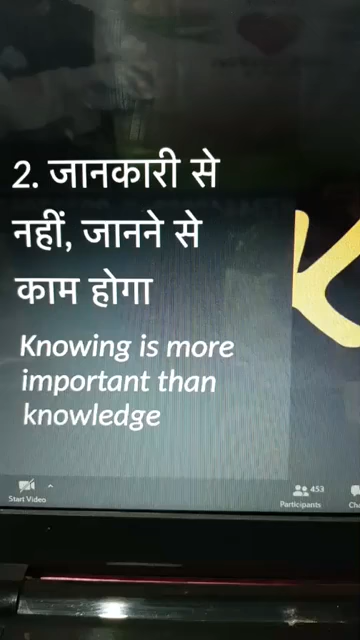 2. जानकारी से
नहीं, जानने से
काम होगा
Knowing is more
important than
knowledge
Start Video
453
Participants